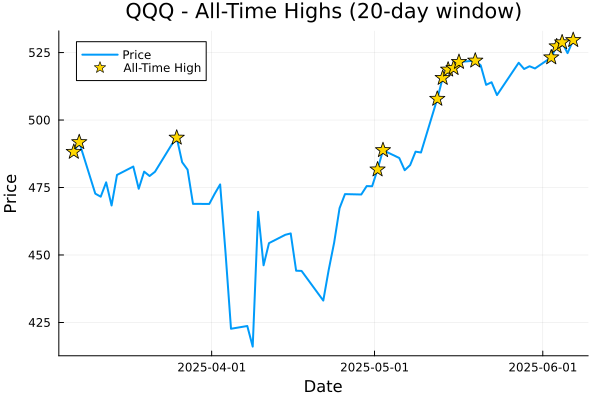 QQQ - All-Time Highs (20-day window)
Price
All-Time High
Price
525
500
475
450
425
2025-04-01
2025-05-01
2025-06-01
Date